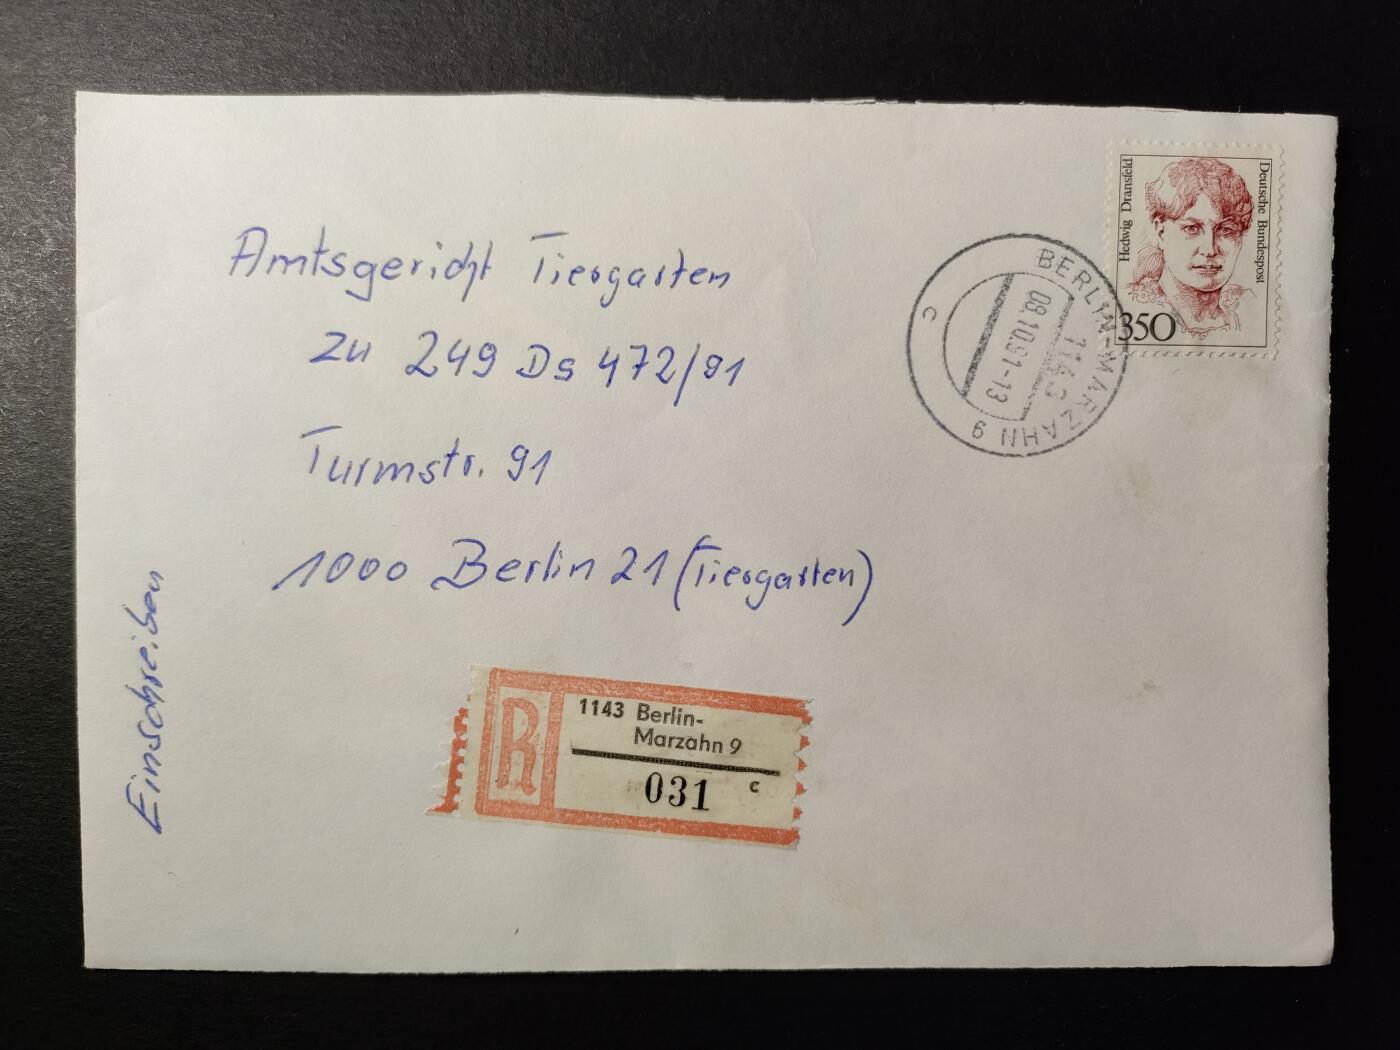 Hedwig Dransfeld
Deutsche Bundespost
350
BERLIN-MARZAHN 9
1143
08.10.91-13
c
Amtsgericht Tiergarten
zu 249 Ds 472/91
Turmstr. 91
1000 Berlin 21 (Tiergarten)
Einschreiben
R
1143 Berlin-
Marzahn 9
031 c